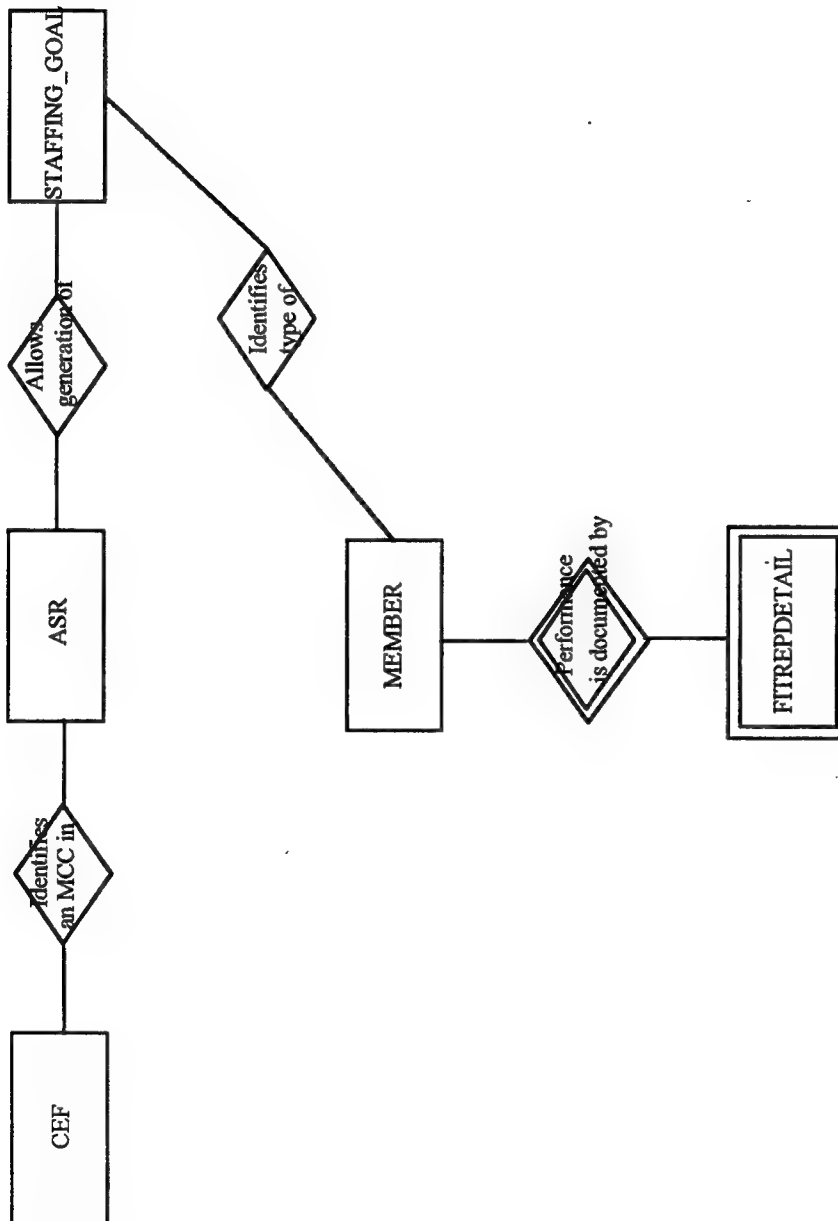 CEF
Identifies
an MCC in
ASR
Allows
generation of
STAFFING_GOAL
Identifies
type of
MEMBER
Performance
is documented by
FITREPDETAIL